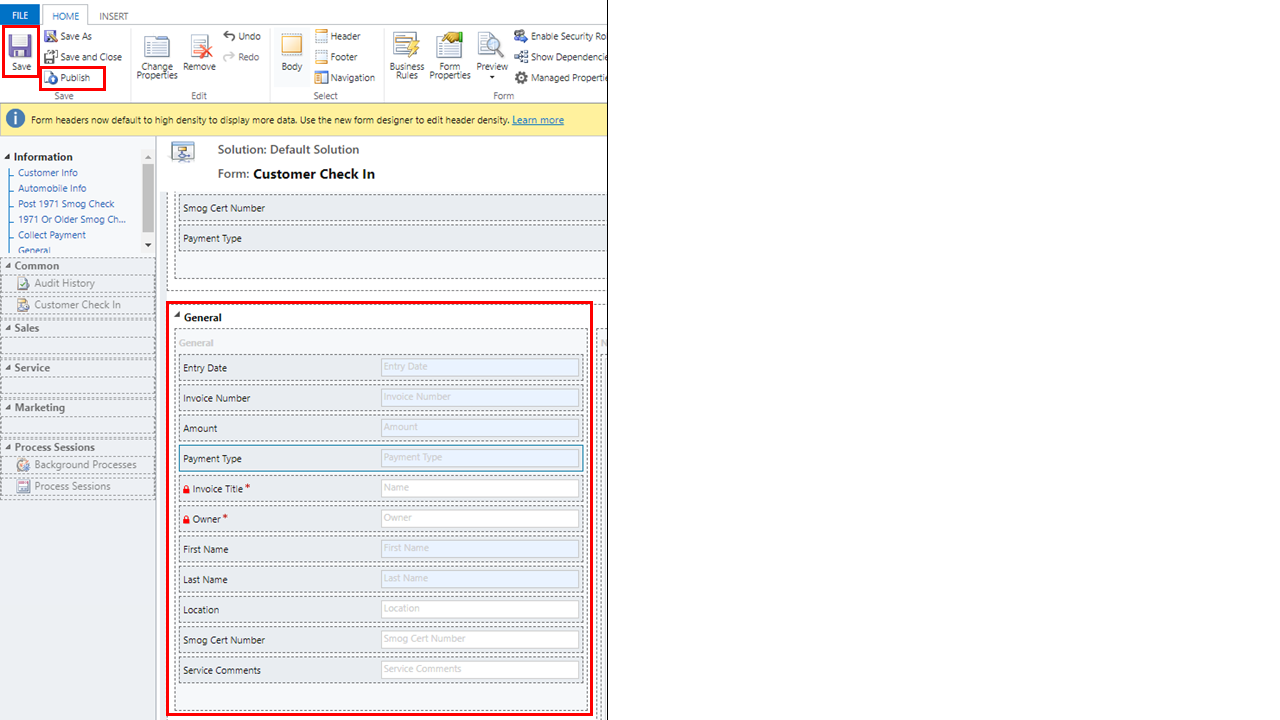 FILE HOME INSERT
Save
Save As
Save and Close
Publish
Save
Change Properties
Remove
Undo
Redo
Edit
Body
Header
Footer
Navigation
Select
Business Rules
Form Properties
Preview
Enable Security Ro
Show Dependencie
Managed Propertie
Form
Form headers now default to high density to display more data. Use the new form designer to edit header density. Learn more
Information
Customer Info
Automobile Info
Post 1971 Smog Check
1971 Or Older Smog Ch...
Collect Payment
General
Common
Audit History
Customer Check In
Sales
Service
Marketing
Process Sessions
Background Processes
Process Sessions
Solution: Default Solution
Form: Customer Check In
Smog Cert Number
Payment Type
General
General
Entry Date Entry Date
Invoice Number Invoice Number
Amount Amount
Payment Type Payment Type
Invoice Title * Name
Owner * Owner
First Name First Name
Last Name Last Name
Location Location
Smog Cert Number Smog Cert Number
Service Comments Service Comments